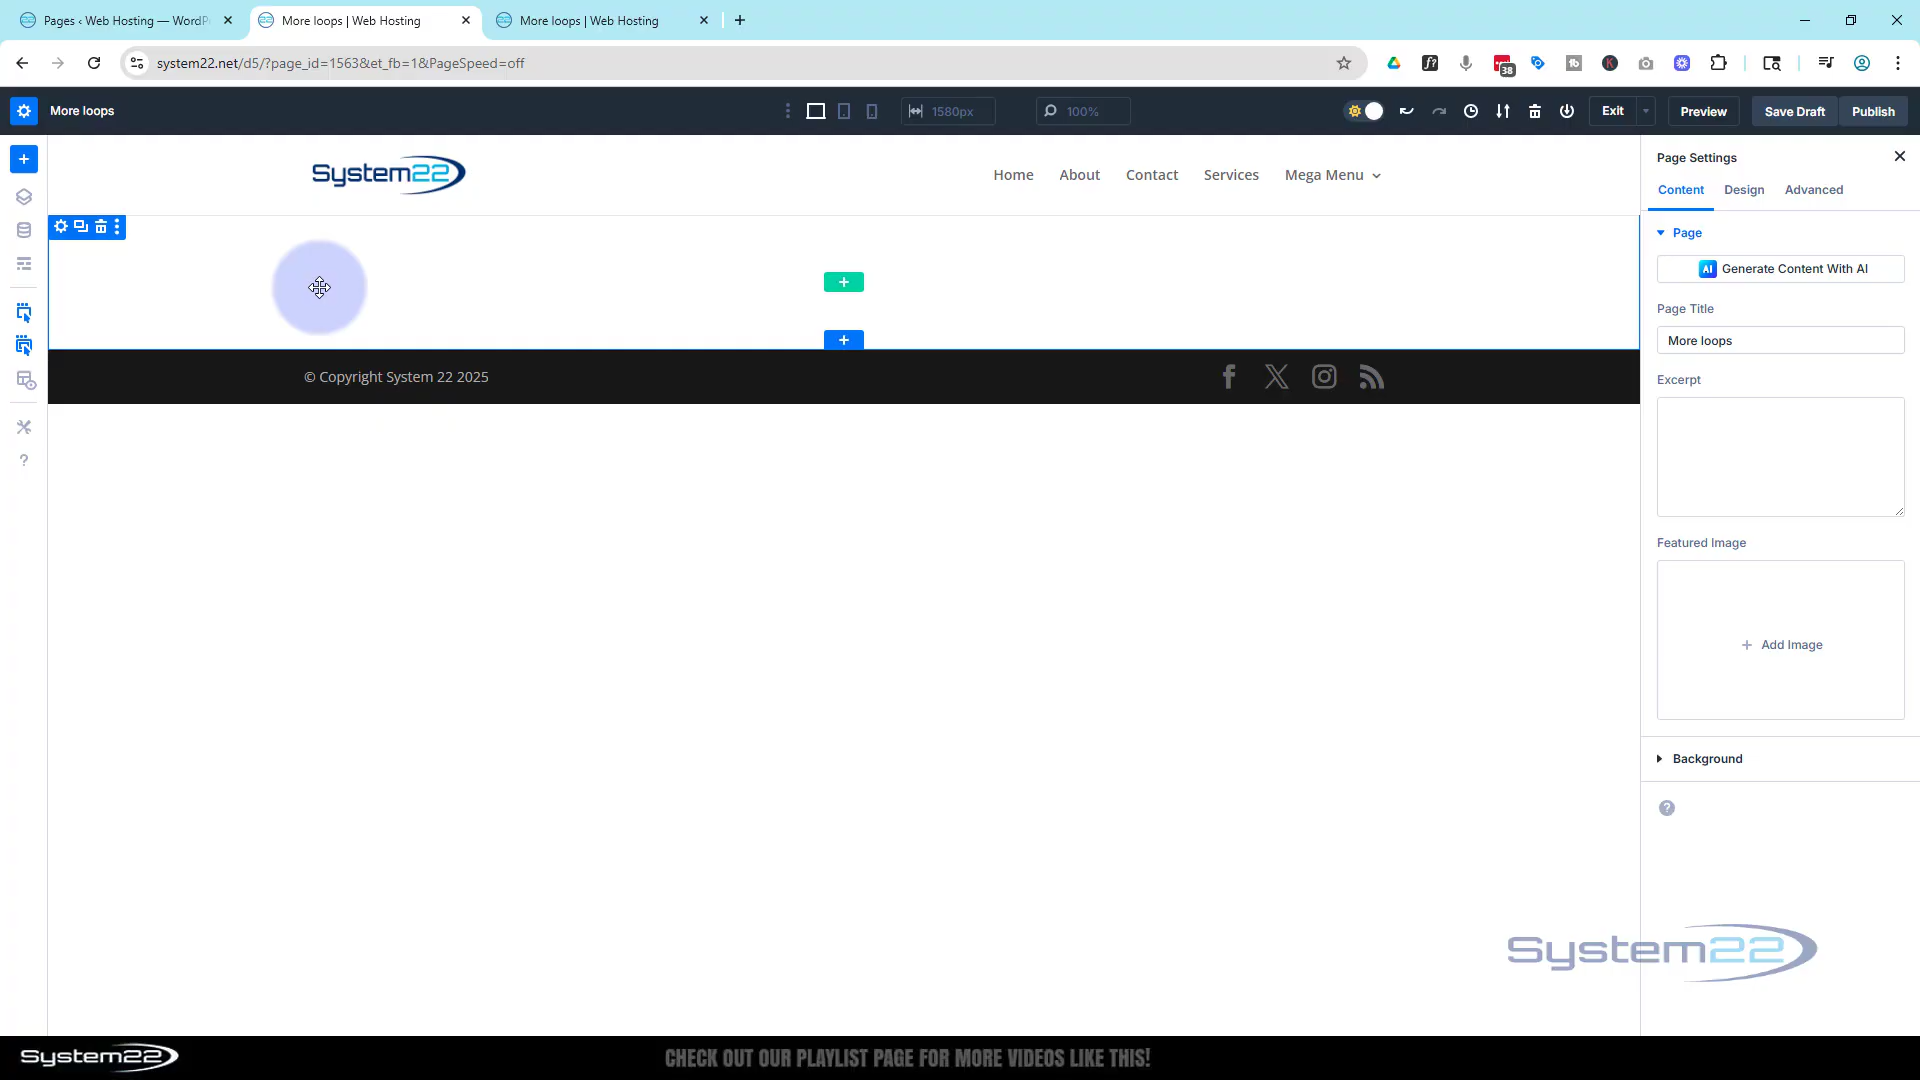 Pages ‹ Web Hosting — WordP
More loops | Web Hosting
More loops | Web Hosting
system22.net/d5/?page_id=1563&et_fb=1&PageSpeed=off
38
More loops
1580px
100%
Exit
Preview
Save Draft
Publish
System22
Home
About
Contact
Services
Mega Menu
© Copyright System 22 2025
Page Settings
Content
Design
Advanced
Page
AI Generate Content With AI
Page Title
More loops
Excerpt
Featured Image
Add Image
Background
System22
System22
CHECK OUT OUR PLAYLIST PAGE FOR MORE VIDEOS LIKE THIS!